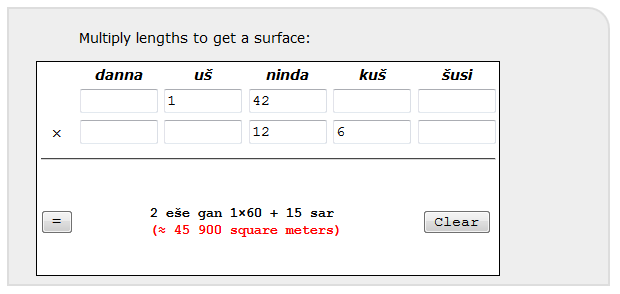 Multiply lengths to get a surface:
danna uš ninda kuš šusi
1 42
× 12 6
= 2 eše gan 1×60 + 15 sar Clear
(≈ 45 900 square meters)